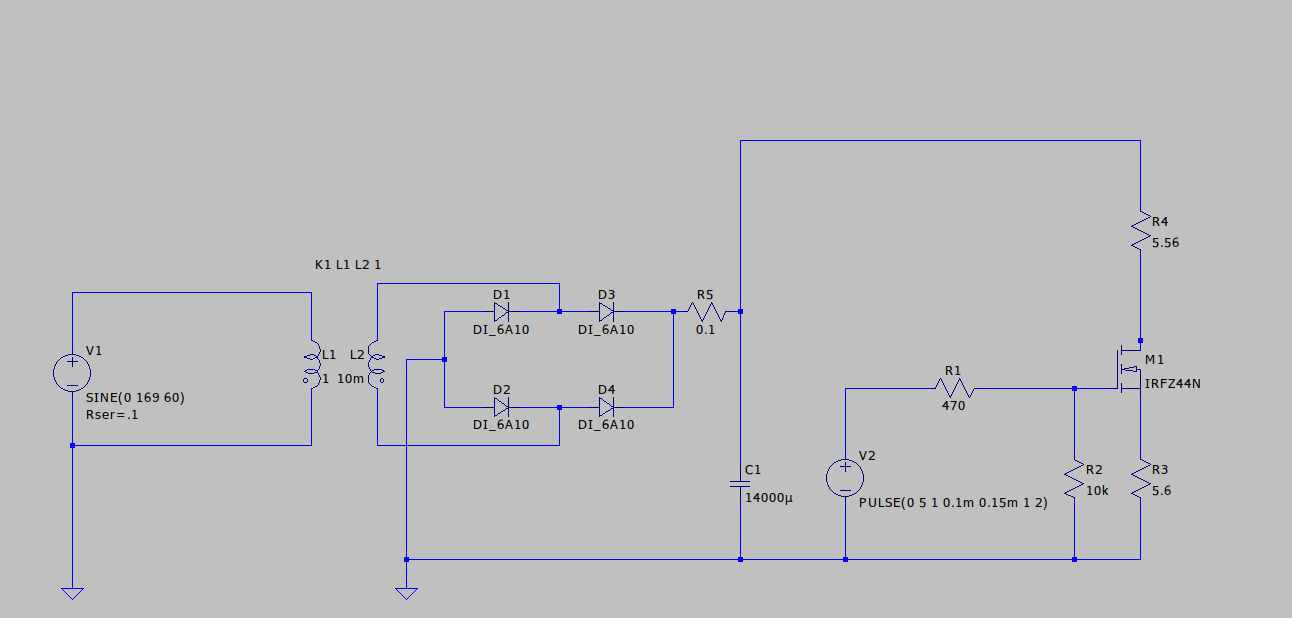 R4
5.56
K1 L1 L2 1
D1
DI_6A10
D3
DI_6A10
R5
0.1
V1
SINE(0 169 60)
Rser=.1
L1
1
L2
10m
M1
IRFZ44N
R1
470
D2
DI_6A10
D4
DI_6A10
C1
14000µ
V2
PULSE(0 5 1 0.1m 0.15m 1 2)
R2
10k
R3
5.6